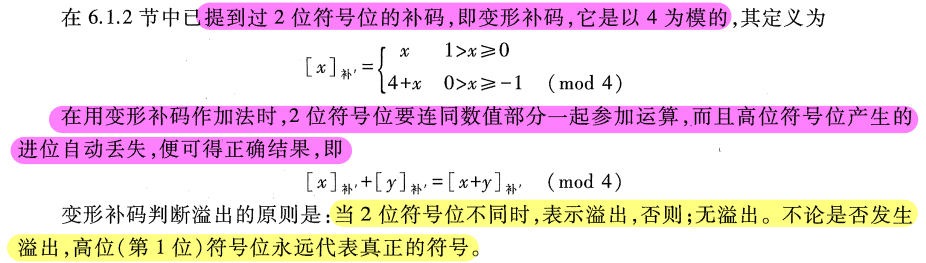 在 6.1.2 节中已提到过 2 位符号位的补码,即变形补码,它是以 4 为模的,其定义为
[x]补′ = { x 1>x≥0
4+x 0>x≥-1 (mod 4)
在用变形补码作加法时,2 位符号位要连同数值部分一起参加运算,而且高位符号位产生的
进位自动丢失,便可得正确结果,即
[x]补′+[y]补′=[x+y]补′ (mod 4)
变形补码判断溢出的原则是:当 2 位符号位不同时,表示溢出,否则;无溢出。不论是否发生
溢出,高位(第 1 位)符号位永远代表真正的符号。